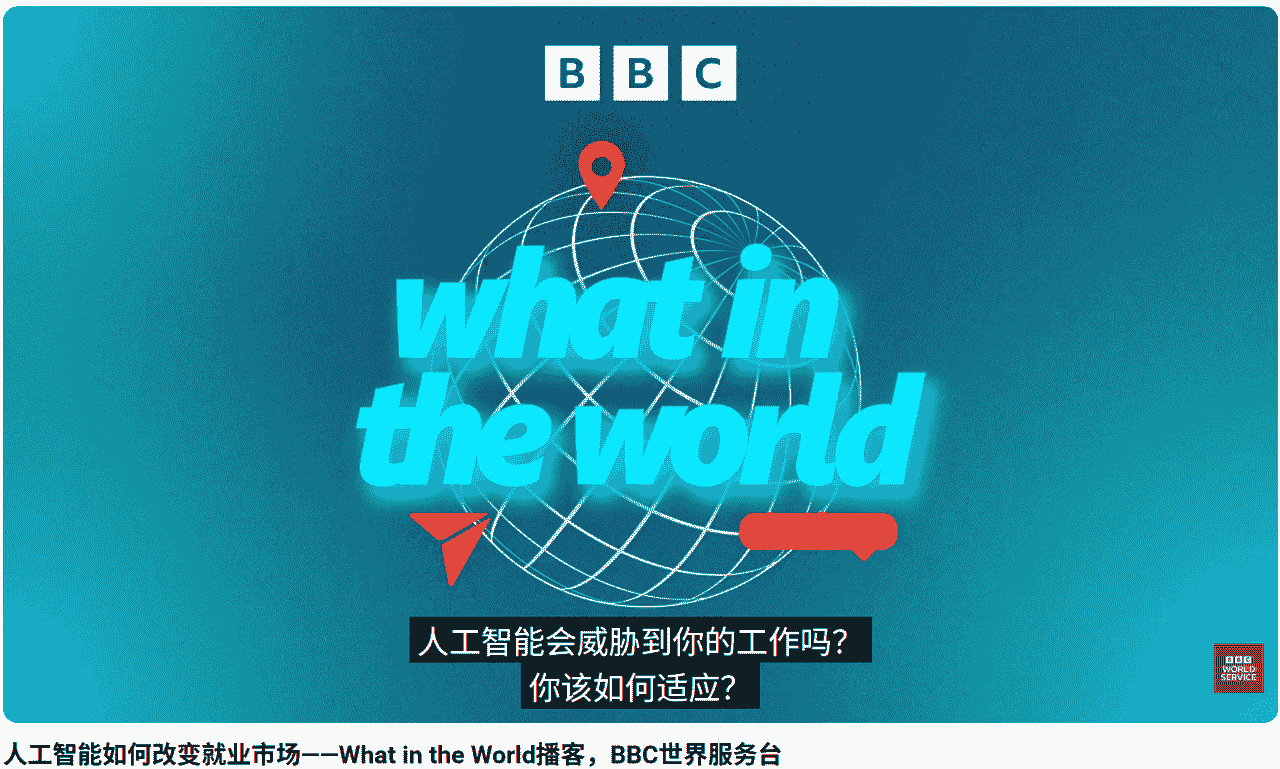 BBC
what in
the world
人工智能会威胁到你的工作吗？
你该如何适应？
BBC
WORLD
SERVICE
人工智能如何改变就业市场——What in the World播客，BBC世界服务台